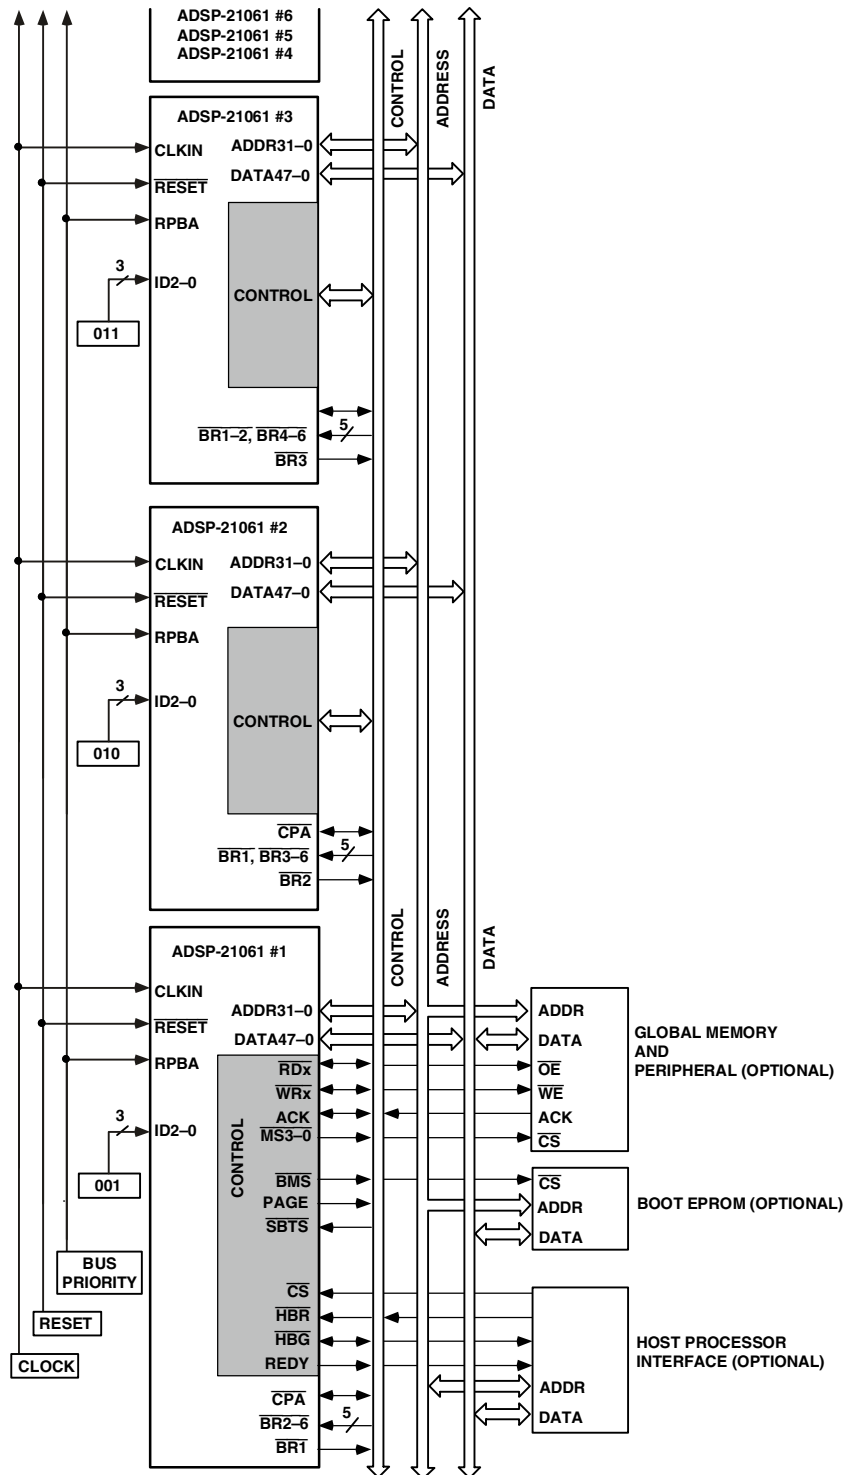 ADSP-21061 #6
ADSP-21061 #5
ADSP-21061 #4
CONTROL
ADDRESS
DATA
ADSP-21061 #3
CLKIN
ADDR31–0
RESET
DATA47–0
RPBA
3
ID2–0
CONTROL
011
BR1–2, BR4–6
5
BR3
ADSP-21061 #2
CLKIN
ADDR31–0
RESET
DATA47–0
RPBA
3
ID2–0
CONTROL
010
CPA
BR1, BR3–6
5
BR2
CONTROL
ADDRESS
DATA
ADSP-21061 #1
CLKIN
ADDR31–0
RESET
DATA47–0
RPBA
3
ID2–0
001
CONTROL
RDx
WRx
ACK
MS3–0
BMS
PAGE
SBTS
CS
HBR
HBG
REDY
CPA
BR2–6
5
BR1
ADDR
DATA
OE
WE
ACK
CS
GLOBAL MEMORY
AND
PERIPHERAL (OPTIONAL)
CS
ADDR
DATA
BOOT EPROM (OPTIONAL)
ADDR
DATA
HOST PROCESSOR
INTERFACE (OPTIONAL)
BUS
PRIORITY
RESET
CLOCK